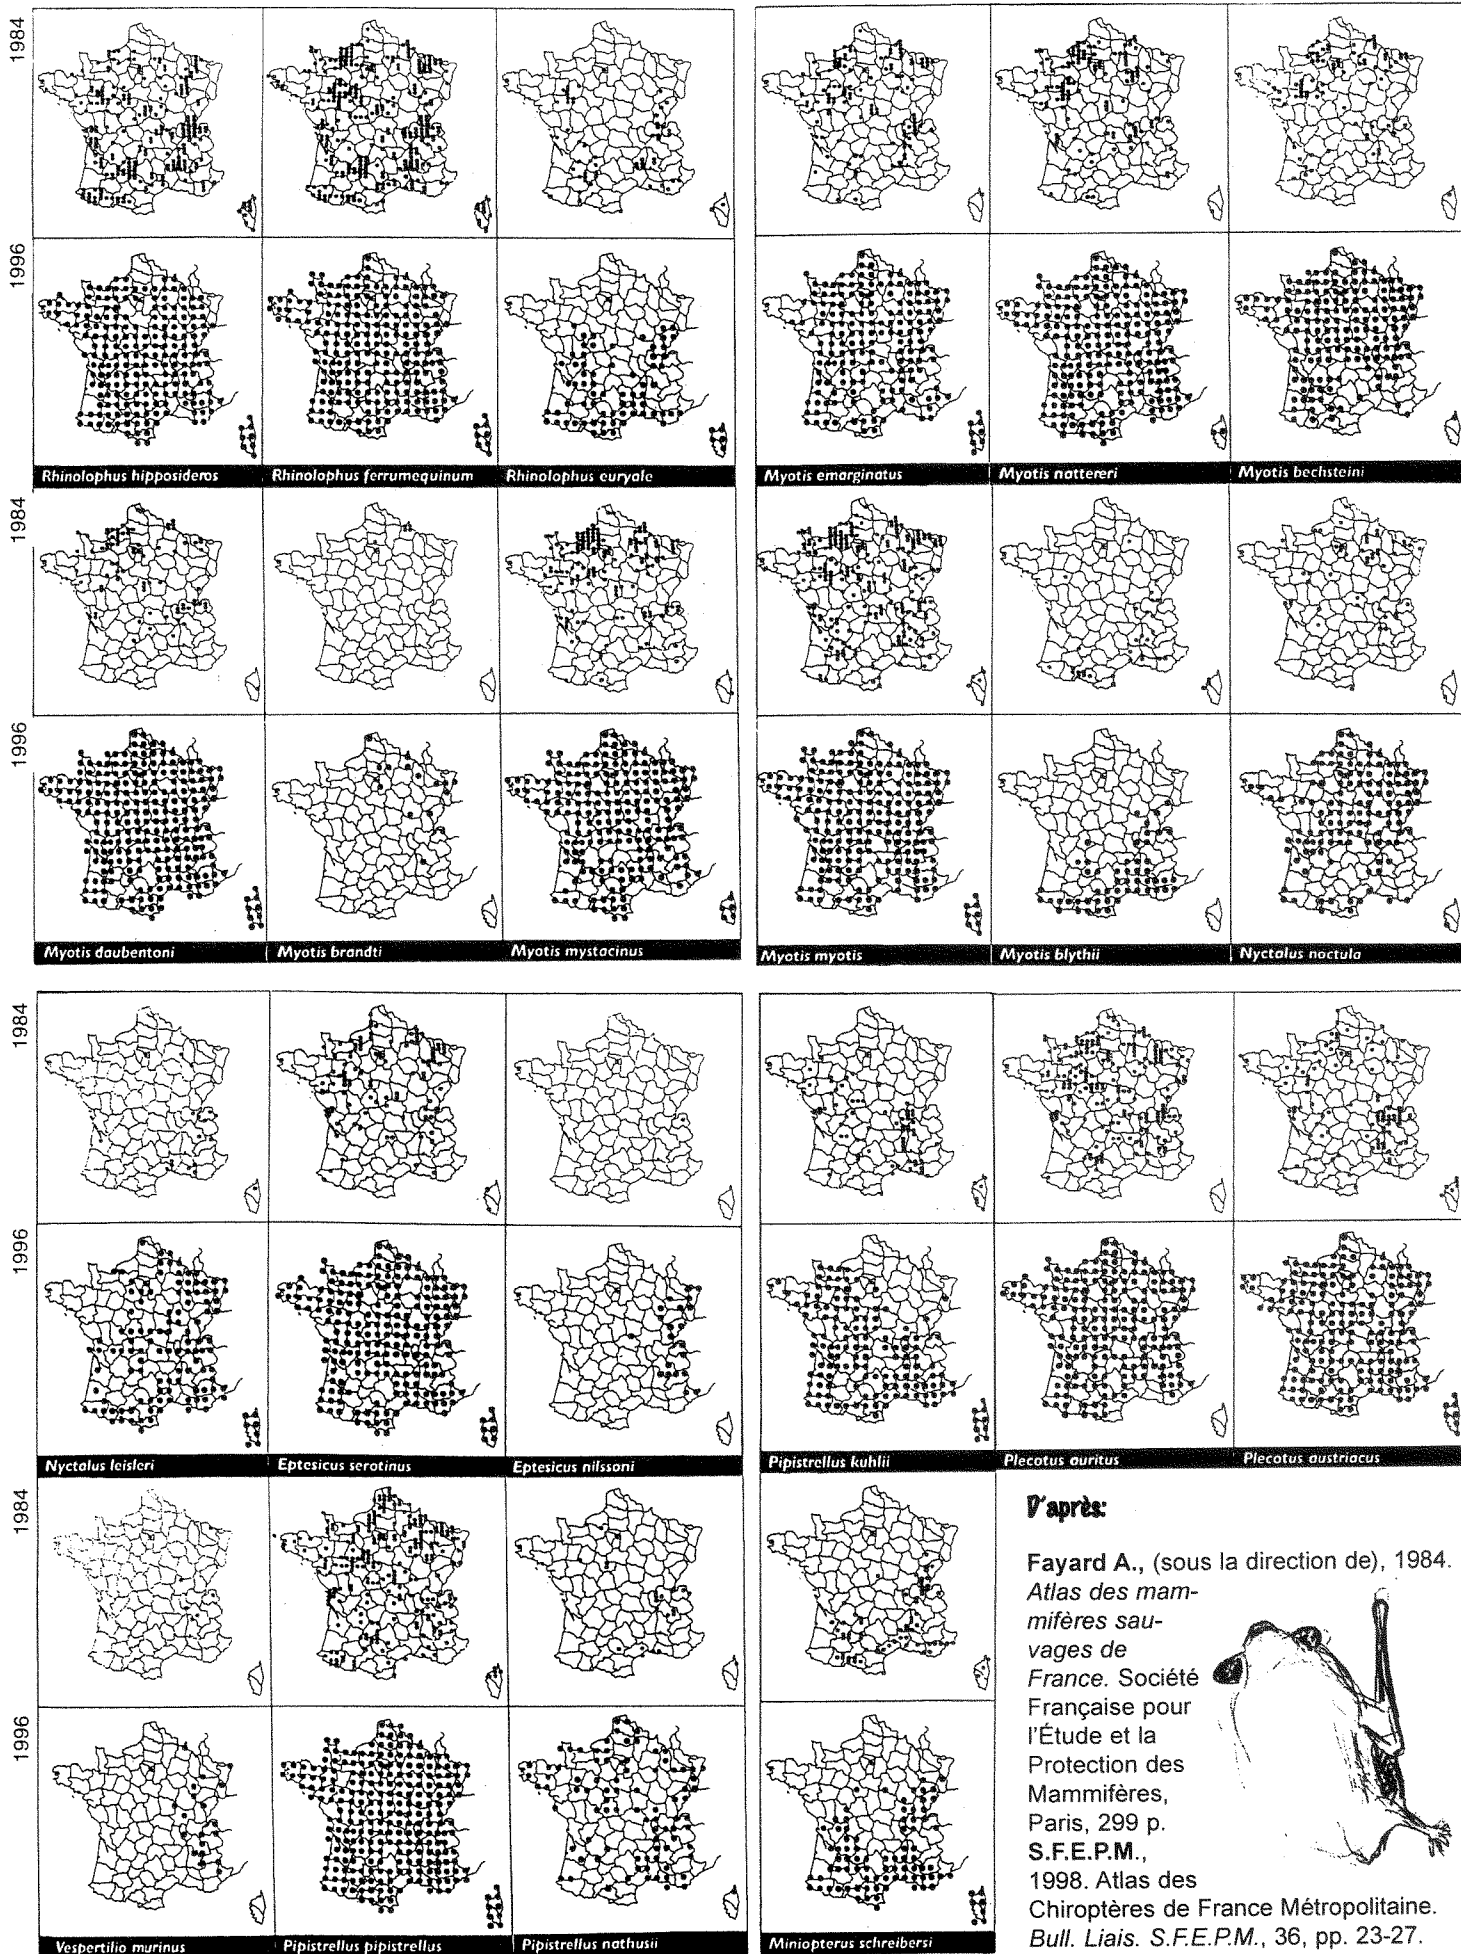 1984
1996
Rhinolophus hipposideros
Rhinolophus ferrumequinum
Rhinolophus euryale
Myotis emarginatus
Myotis nattereri
Myotis bechsteini
1984
1996
Myotis daubentoni
Myotis brandti
Myotis mystacinus
Myotis myotis
Myotis blythii
Nyctalus noctula
1984
1996
Nyctalus leisleri
Eptesicus serotinus
Eptesicus nilssoni
Pipistrellus kuhlii
Plecotus auritus
Plecotus austriacus
1984
1996
Vespertilio murinus
Pipistrellus pipistrellus
Pipistrellus nathusii
Miniopterus schreibersi
D'après:
Fayard A., (sous la direction de), 1984.
Atlas des mam-
mifères sau-
vages de
France. Société
Française pour
l'Étude et la
Protection des
Mammifères,
Paris, 299 p.
S.F.E.P.M.,
1998. Atlas des
Chiroptères de France Métropolitaine.
Bull. Liais. S.F.E.P.M., 36, pp. 23-27.